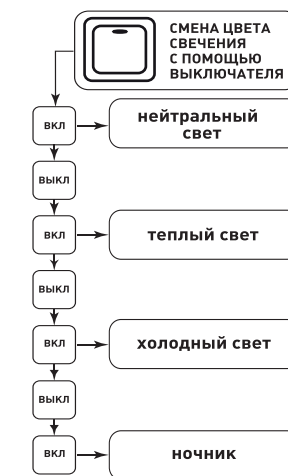 СМЕНА ЦВЕТА
СВЕЧЕНИЯ
С ПОМОЩЬЮ
ВЫКЛЮЧАТЕЛЯ
ВКЛ
нейтральный
свет
ВЫКЛ
ВКЛ
теплый свет
ВЫКЛ
ВКЛ
холодный свет
ВЫКЛ
ВКЛ
ночник